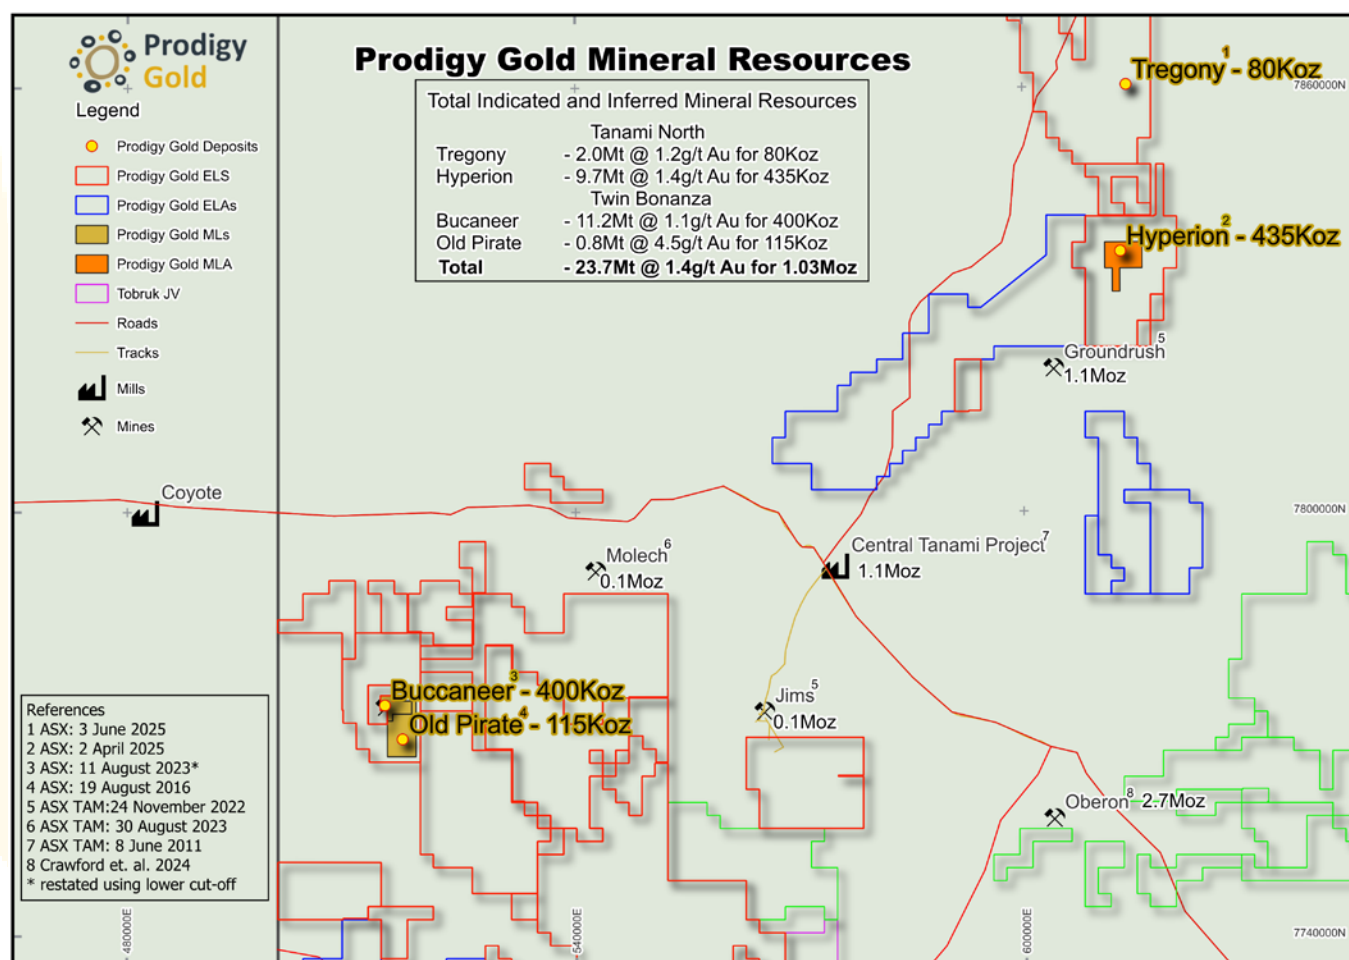 Prodigy
Gold
Prodigy Gold Mineral Resources
Total Indicated and Inferred Mineral Resources
Tanami North
Tregony - 2.0Mt @ 1.2g/t Au for 80Koz
Hyperion - 9.7Mt @ 1.4g/t Au for 435Koz
Twin Bonanza
Bucaneer - 11.2Mt @ 1.1g/t Au for 400Koz
Old Pirate - 0.8Mt @ 4.5g/t Au for 115Koz
Total - 23.7Mt @ 1.4g/t Au for 1.03Moz
Legend
Prodigy Gold Deposits
Prodigy Gold ELS
Prodigy Gold ELAs
Prodigy Gold MLs
Prodigy Gold MLA
Tobruk JV
Roads
Tracks
Mills
Mines
Tregony1 - 80Koz
7860000N
Hyperion2 - 435Koz
Groundrush5
1.1Moz
Coyote
7800000N
Molech6
0.1Moz
Central Tanami Project7
1.1Moz
Buccaneer3 - 400Koz
Old Pirate4 - 115Koz
Jims5
0.1Moz
Oberon8 2.7Moz
References
1 ASX: 3 June 2025
2 ASX: 2 April 2025
3 ASX: 11 August 2023*
4 ASX: 19 August 2016
5 ASX TAM:24 November 2022
6 ASX TAM: 30 August 2023
7 ASX TAM: 8 June 2011
8 Crawford et. al. 2024
* restated using lower cut-off
480000E
540000E
600000E
7740000N